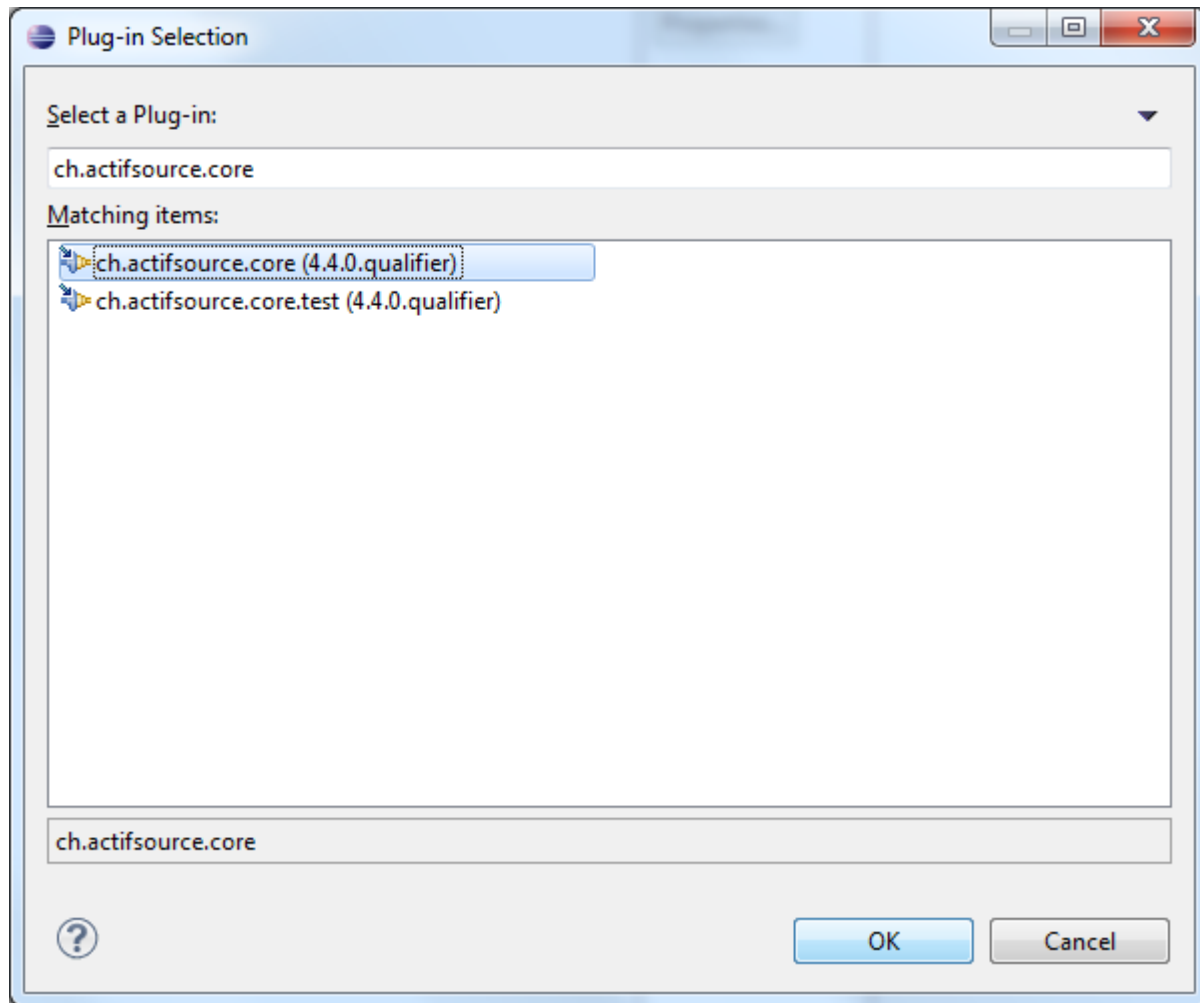 Plug-in Selection
Select a Plug-in:
ch.actifsource.core
Matching items:
ch.actifsource.core (4.4.0.qualifier)
ch.actifsource.core.test (4.4.0.qualifier)
ch.actifsource.core
OK
Cancel